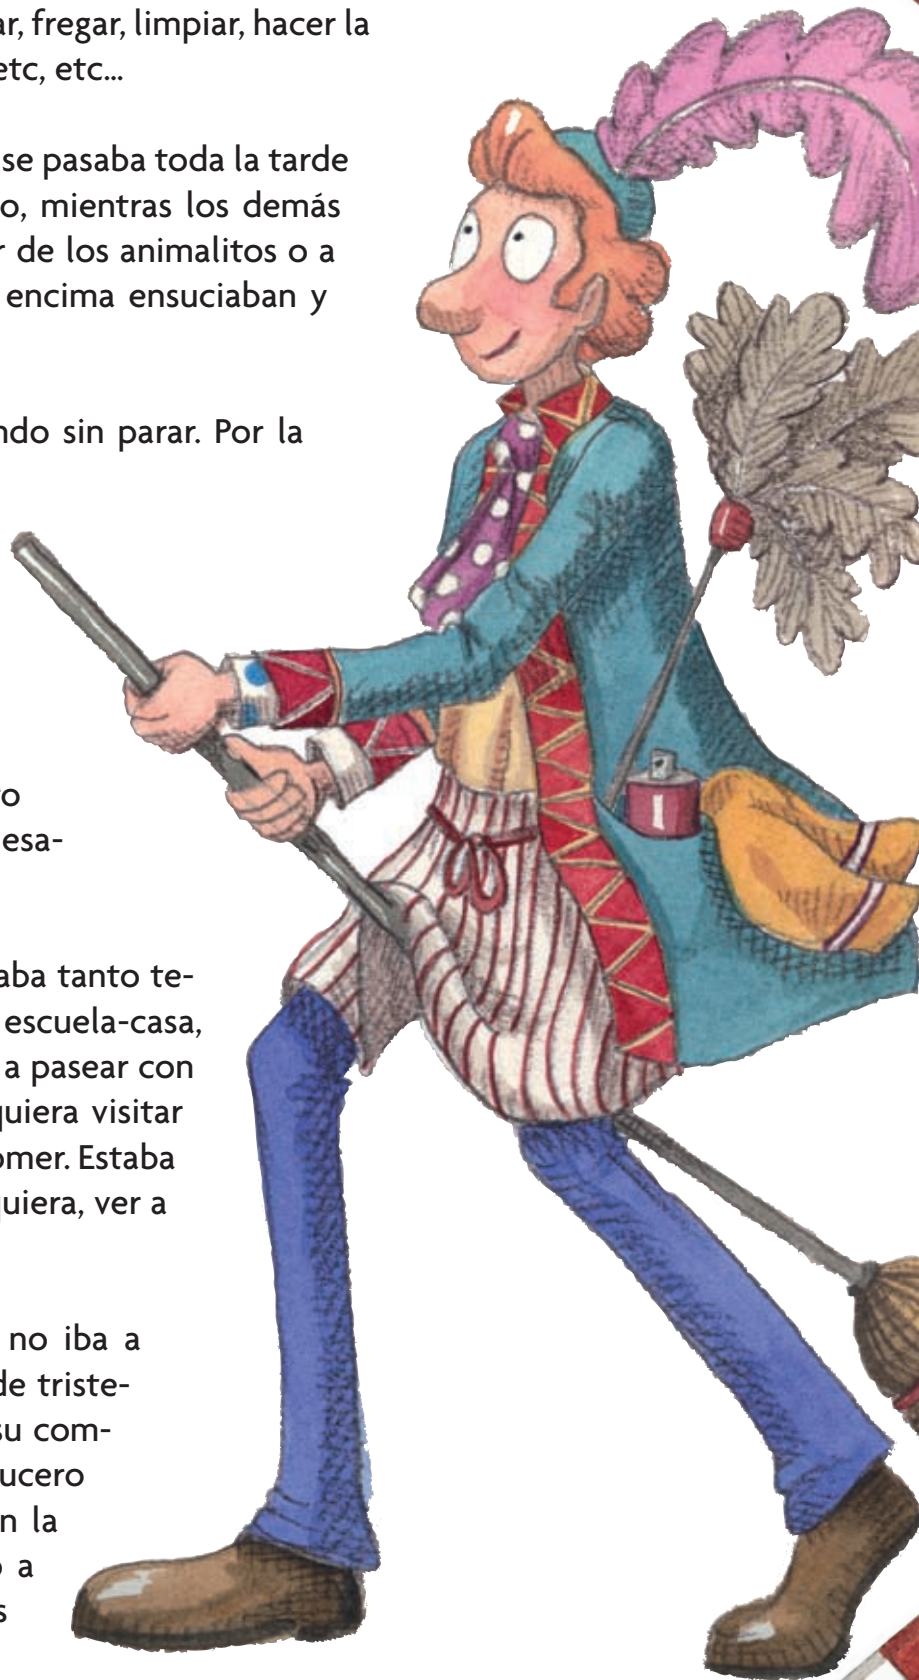 ar, fregar, limpiar, hacer la
etc, etc...
se pasaba toda la tarde
o, mientras los demás
r de los animalitos o a
encima ensuciaban y
ndo sin parar. Por la
ro
esa-
aba tanto te-
escuela-casa,
a pasear con
quiera visitar
omer. Estaba
quiera, ver a
no iba a
de triste-
su com-
ucero
n la
o a
s